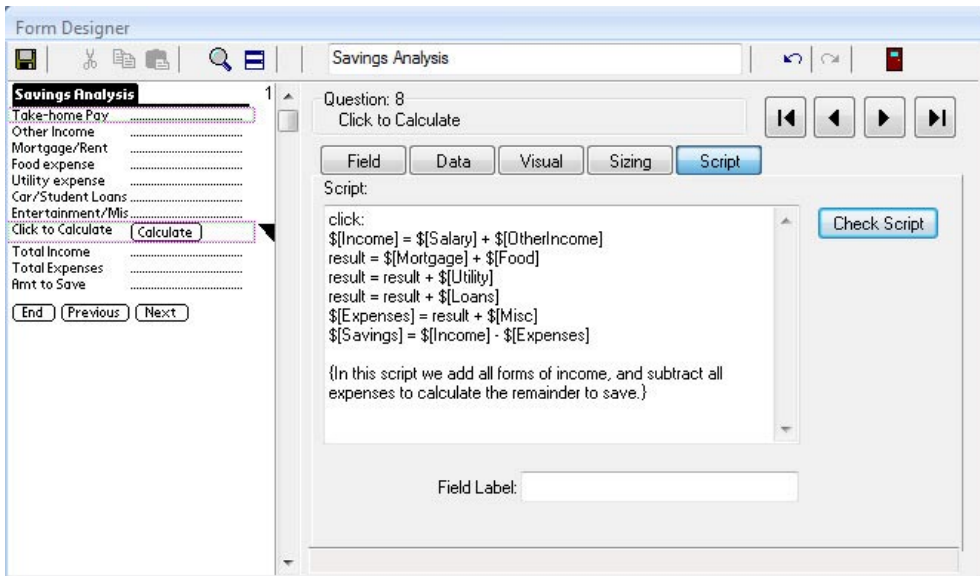 Form Designer
Savings Analysis
Savings Analysis 1
Take-home Pay
Other Income
Mortgage/Rent
Food expense
Utility expense
Car/Student Loans
Entertainment/Mis
Click to Calculate Calculate
Total Income
Total Expenses
Amt to Save
End Previous Next
Question: 8
Click to Calculate
Field Data Visual Sizing Script
Script:
click:
$[Income] = $[Salary] + $[OtherIncome]
result = $[Mortgage] + $[Food]
result = result + $[Utility]
result = result + $[Loans]
$[Expenses] = result + $[Misc]
$[Savings] = $[Income] - $[Expenses]
{In this script we add all forms of income, and subtract all
expenses to calculate the remainder to save.}
Check Script
Field Label: